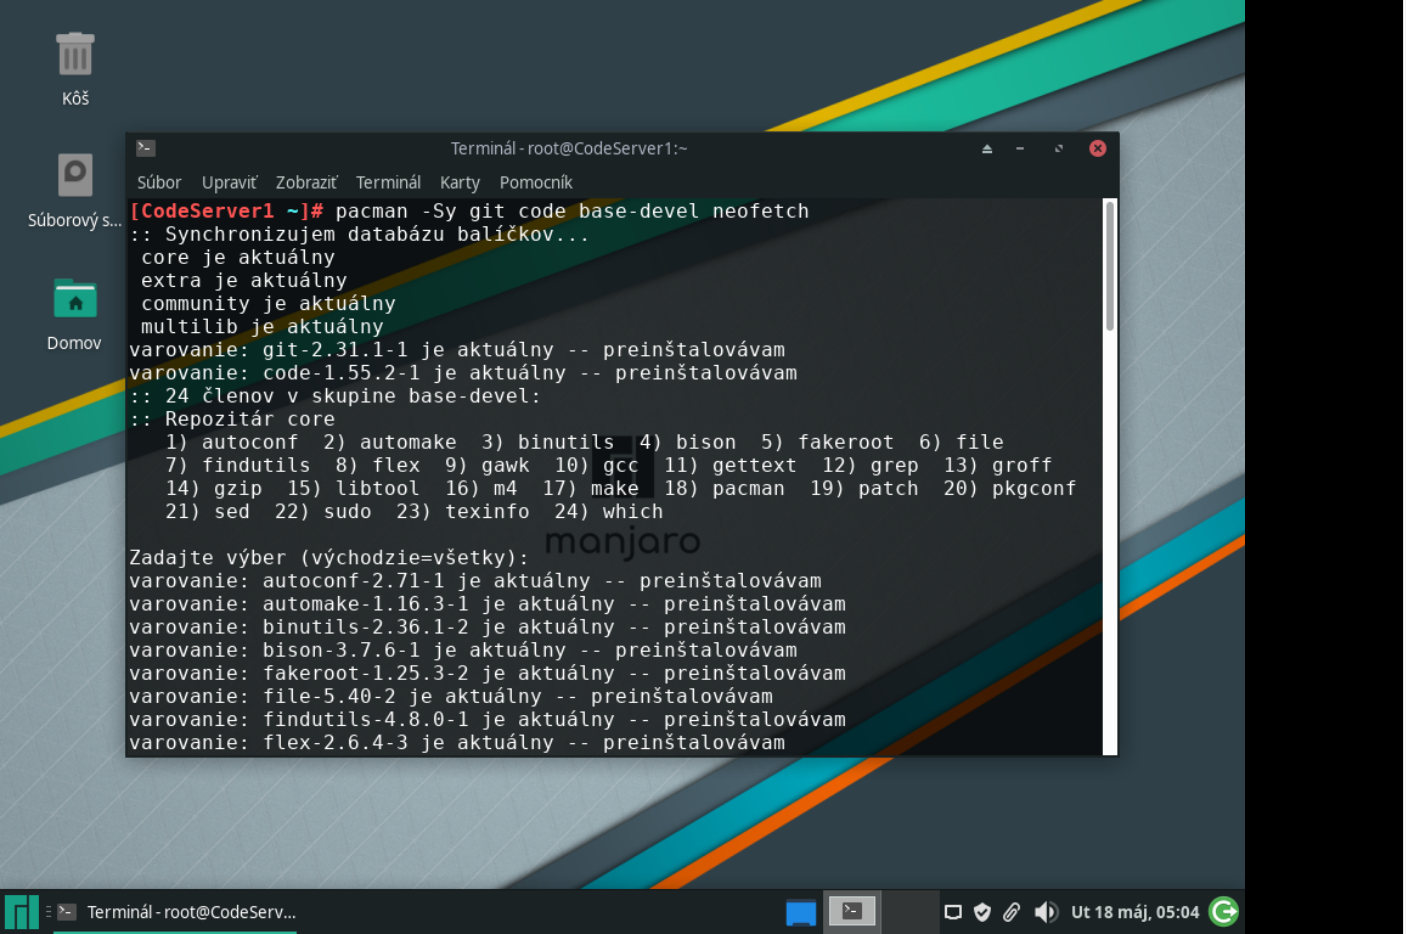 Kôš
Súborový s...
Domov
Terminál - root@CodeServer1:~
Súbor Upraviť Zobraziť Terminál Karty Pomocník
[CodeServer1 ~]# pacman -Sy git code base-devel neofetch
:: Synchronizujem databázu balíčkov...
 core je aktuálny
 extra je aktuálny
 community je aktuálny
 multilib je aktuálny
varovanie: git-2.31.1-1 je aktuálny -- preinštalovávam
varovanie: code-1.55.2-1 je aktuálny -- preinštalovávam
:: 24 členov v skupine base-devel:
:: Repozitár core
   1) autoconf  2) automake  3) binutils  4) bison  5) fakeroot  6) file
   7) findutils  8) flex  9) gawk  10) gcc  11) gettext  12) grep  13) groff
   14) gzip  15) libtool  16) m4  17) make  18) pacman  19) patch  20) pkgconf
   21) sed  22) sudo  23) texinfo  24) which
manjaro
Zadajte výber (východzie=všetky):
varovanie: autoconf-2.71-1 je aktuálny -- preinštalovávam
varovanie: automake-1.16.3-1 je aktuálny -- preinštalovávam
varovanie: binutils-2.36.1-2 je aktuálny -- preinštalovávam
varovanie: bison-3.7.6-1 je aktuálny -- preinštalovávam
varovanie: fakeroot-1.25.3-2 je aktuálny -- preinštalovávam
varovanie: file-5.40-2 je aktuálny -- preinštalovávam
varovanie: findutils-4.8.0-1 je aktuálny -- preinštalovávam
varovanie: flex-2.6.4-3 je aktuálny -- preinštalovávam
Terminál - root@CodeServ...
Ut 18 máj, 05:04